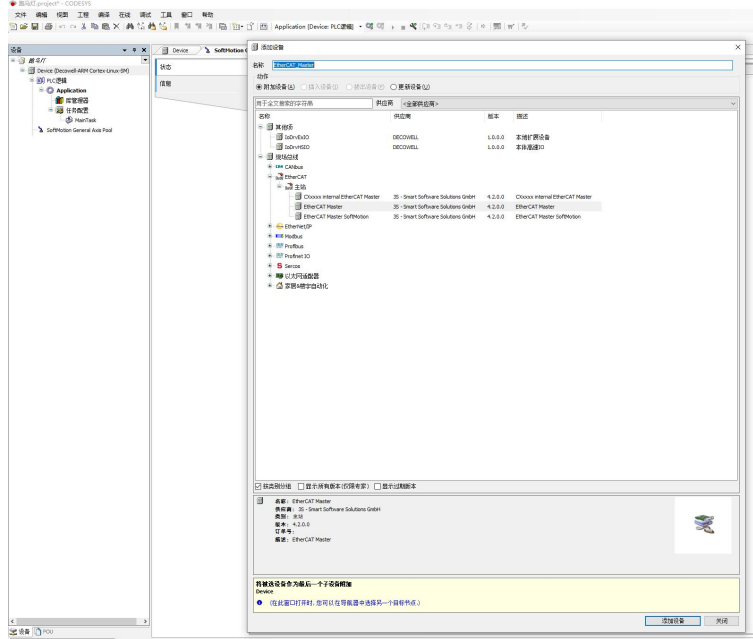 跑马灯.project* - CODESYS
文件 编辑 视图 工程 编译 在线 调试 工具 窗口 帮助
Application [Device: PLC逻辑]
设备
跑马灯
Device (Decowell-ARM Cortex-Linux-SM)
PLC逻辑
Application
库管理器
任务配置
MainTask
SoftMotion General Axis Pool
Device
SoftMotion G
状态
信息
添加设备
名称 EtherCAT_Master
动作
附加设备(A) 插入设备(I) 拔出设备(P) 更新设备(U)
用于全文搜索的字符串 供应商 <全部供应商>
名称 供应商 版本 描述
其他项
IoDrvExIO DECOWELL 1.0.0.0 本地扩展设备
IoDrvHSIO DECOWELL 1.0.0.0 本体高速IO
现场总线
CAN CANbus
EtherCAT
主站
CXxxxx internal EtherCAT Master 3S - Smart Software Solutions GmbH 4.2.0.0 CXxxxx internal EtherCAT Master
EtherCAT Master 3S - Smart Software Solutions GmbH 4.2.0.0 EtherCAT Master
EtherCAT Master SoftMotion 3S - Smart Software Solutions GmbH 4.2.0.0 EtherCAT Master SoftMotion
EtherNet/IP
Modbus
Profibus
Profinet IO
Sercos
以太网适配器
家居&楼宇自动化
按类别分组 显示所有版本(仅限专家) 显示过期版本
名称: EtherCAT Master
供应商: 3S - Smart Software Solutions GmbH
类别: 主站
版本: 4.2.0.0
订单号:
描述: EtherCAT Master
将被选设备作为最后一个子设备附加
Device
(在此窗口打开时, 您可以在导航器中选择另一个目标节点.)
添加设备 关闭
设备 POU